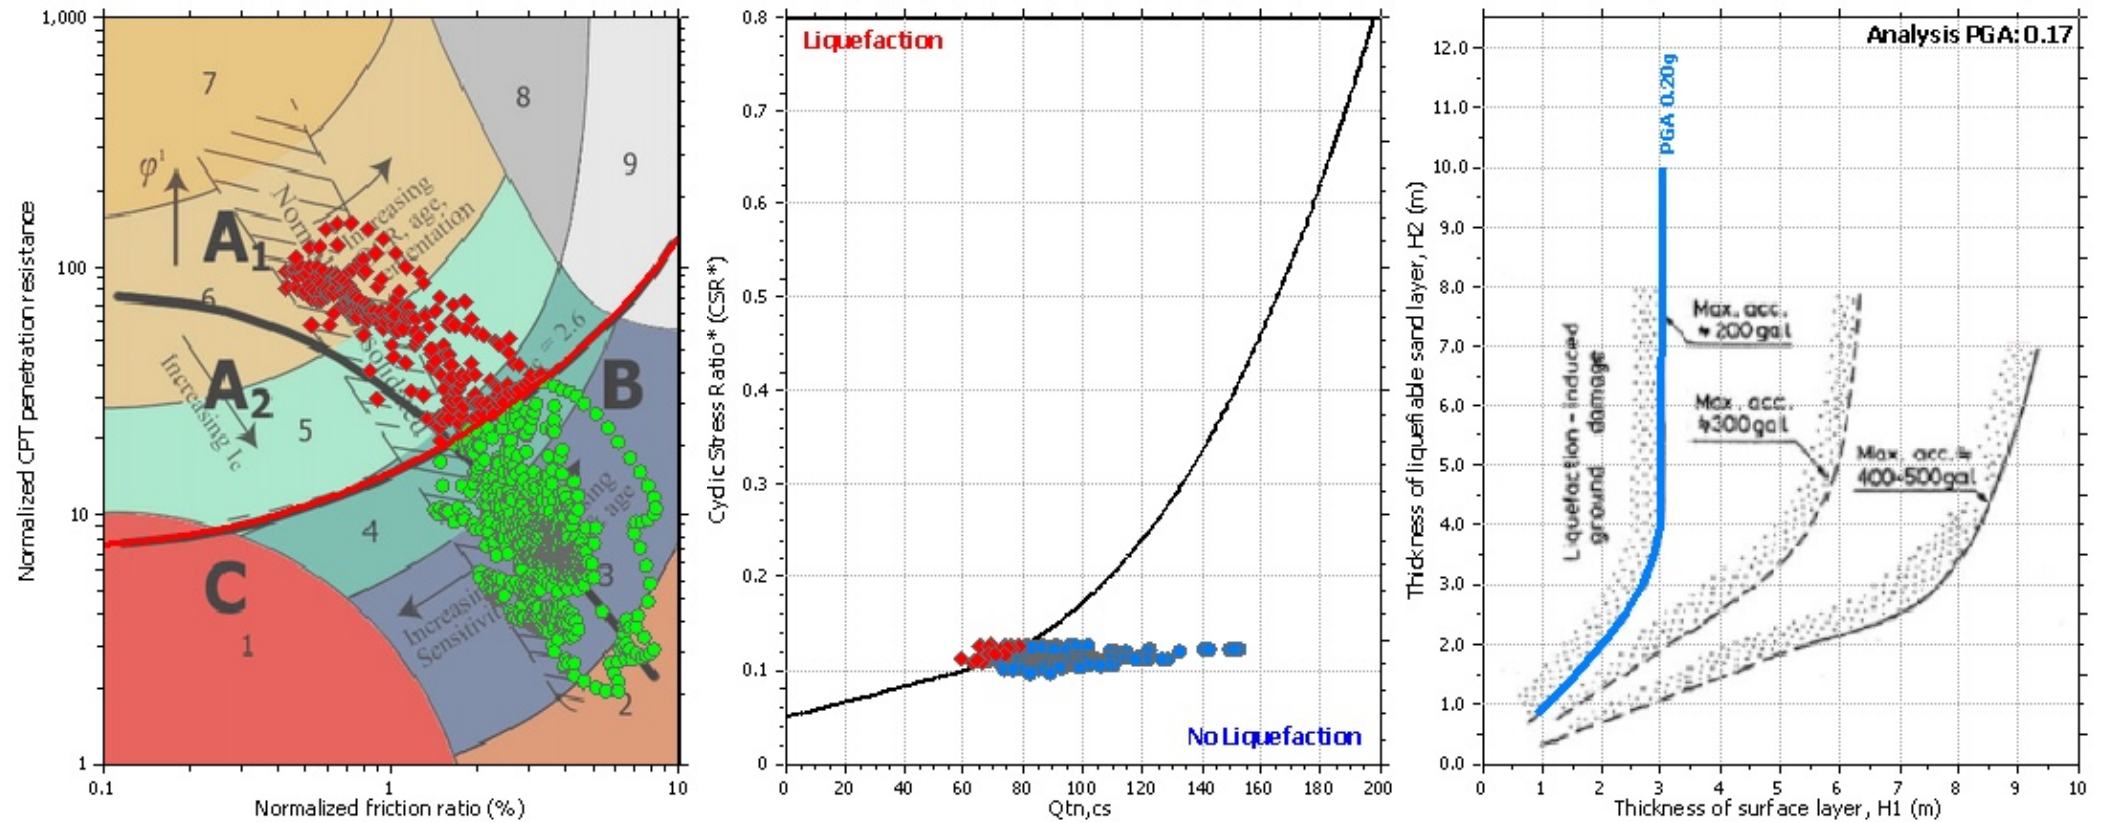 1,000
100
10
1
Normalized CPT penetration resistance
7
8
9
φ'
A1
Increasing
age,
6
A2
Increasing Ic
5
= 2.6
B
4
& age
3
C
1
Increasing
Sensitivity
2
0.1
1
10
Normalized friction ratio (%)
0.8
0.7
0.6
0.5
0.4
0.3
0.2
0.1
0
Cyclic Stress Ratio* (CSR*)
Liquefaction
No Liquefaction
0
20
40
60
80
100
120
140
160
180
200
Qtn,cs
12.0
11.0
10.0
9.0
8.0
7.0
6.0
5.0
4.0
3.0
2.0
1.0
0.0
Thickness of liquefiable sand layer, H2 (m)
Analysis PGA: 0.17
PGA 0.20g
Max. acc.
≒ 200 gal
Max. acc.
≒300gal
Max. acc. ≒
400~500gal
Liquefaction - induced
ground damage
0
1
2
3
4
5
6
7
8
9
10
Thickness of surface layer, H1 (m)